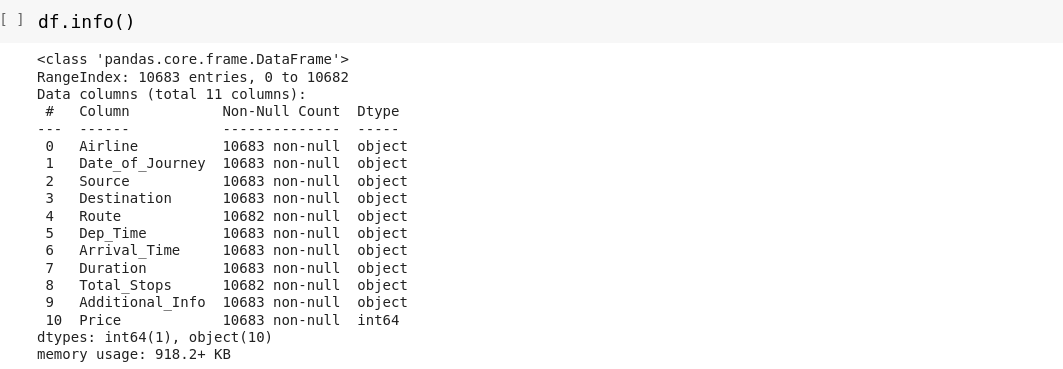 [ ] df.info()
<class 'pandas.core.frame.DataFrame'>
RangeIndex: 10683 entries, 0 to 10682
Data columns (total 11 columns):
 #   Column           Non-Null Count  Dtype
---  ------           --------------  -----
 0   Airline          10683 non-null  object
 1   Date_of_Journey  10683 non-null  object
 2   Source           10683 non-null  object
 3   Destination      10683 non-null  object
 4   Route            10682 non-null  object
 5   Dep_Time         10683 non-null  object
 6   Arrival_Time     10683 non-null  object
 7   Duration         10683 non-null  object
 8   Total_Stops      10682 non-null  object
 9   Additional_Info  10683 non-null  object
 10  Price            10683 non-null  int64
dtypes: int64(1), object(10)
memory usage: 918.2+ KB